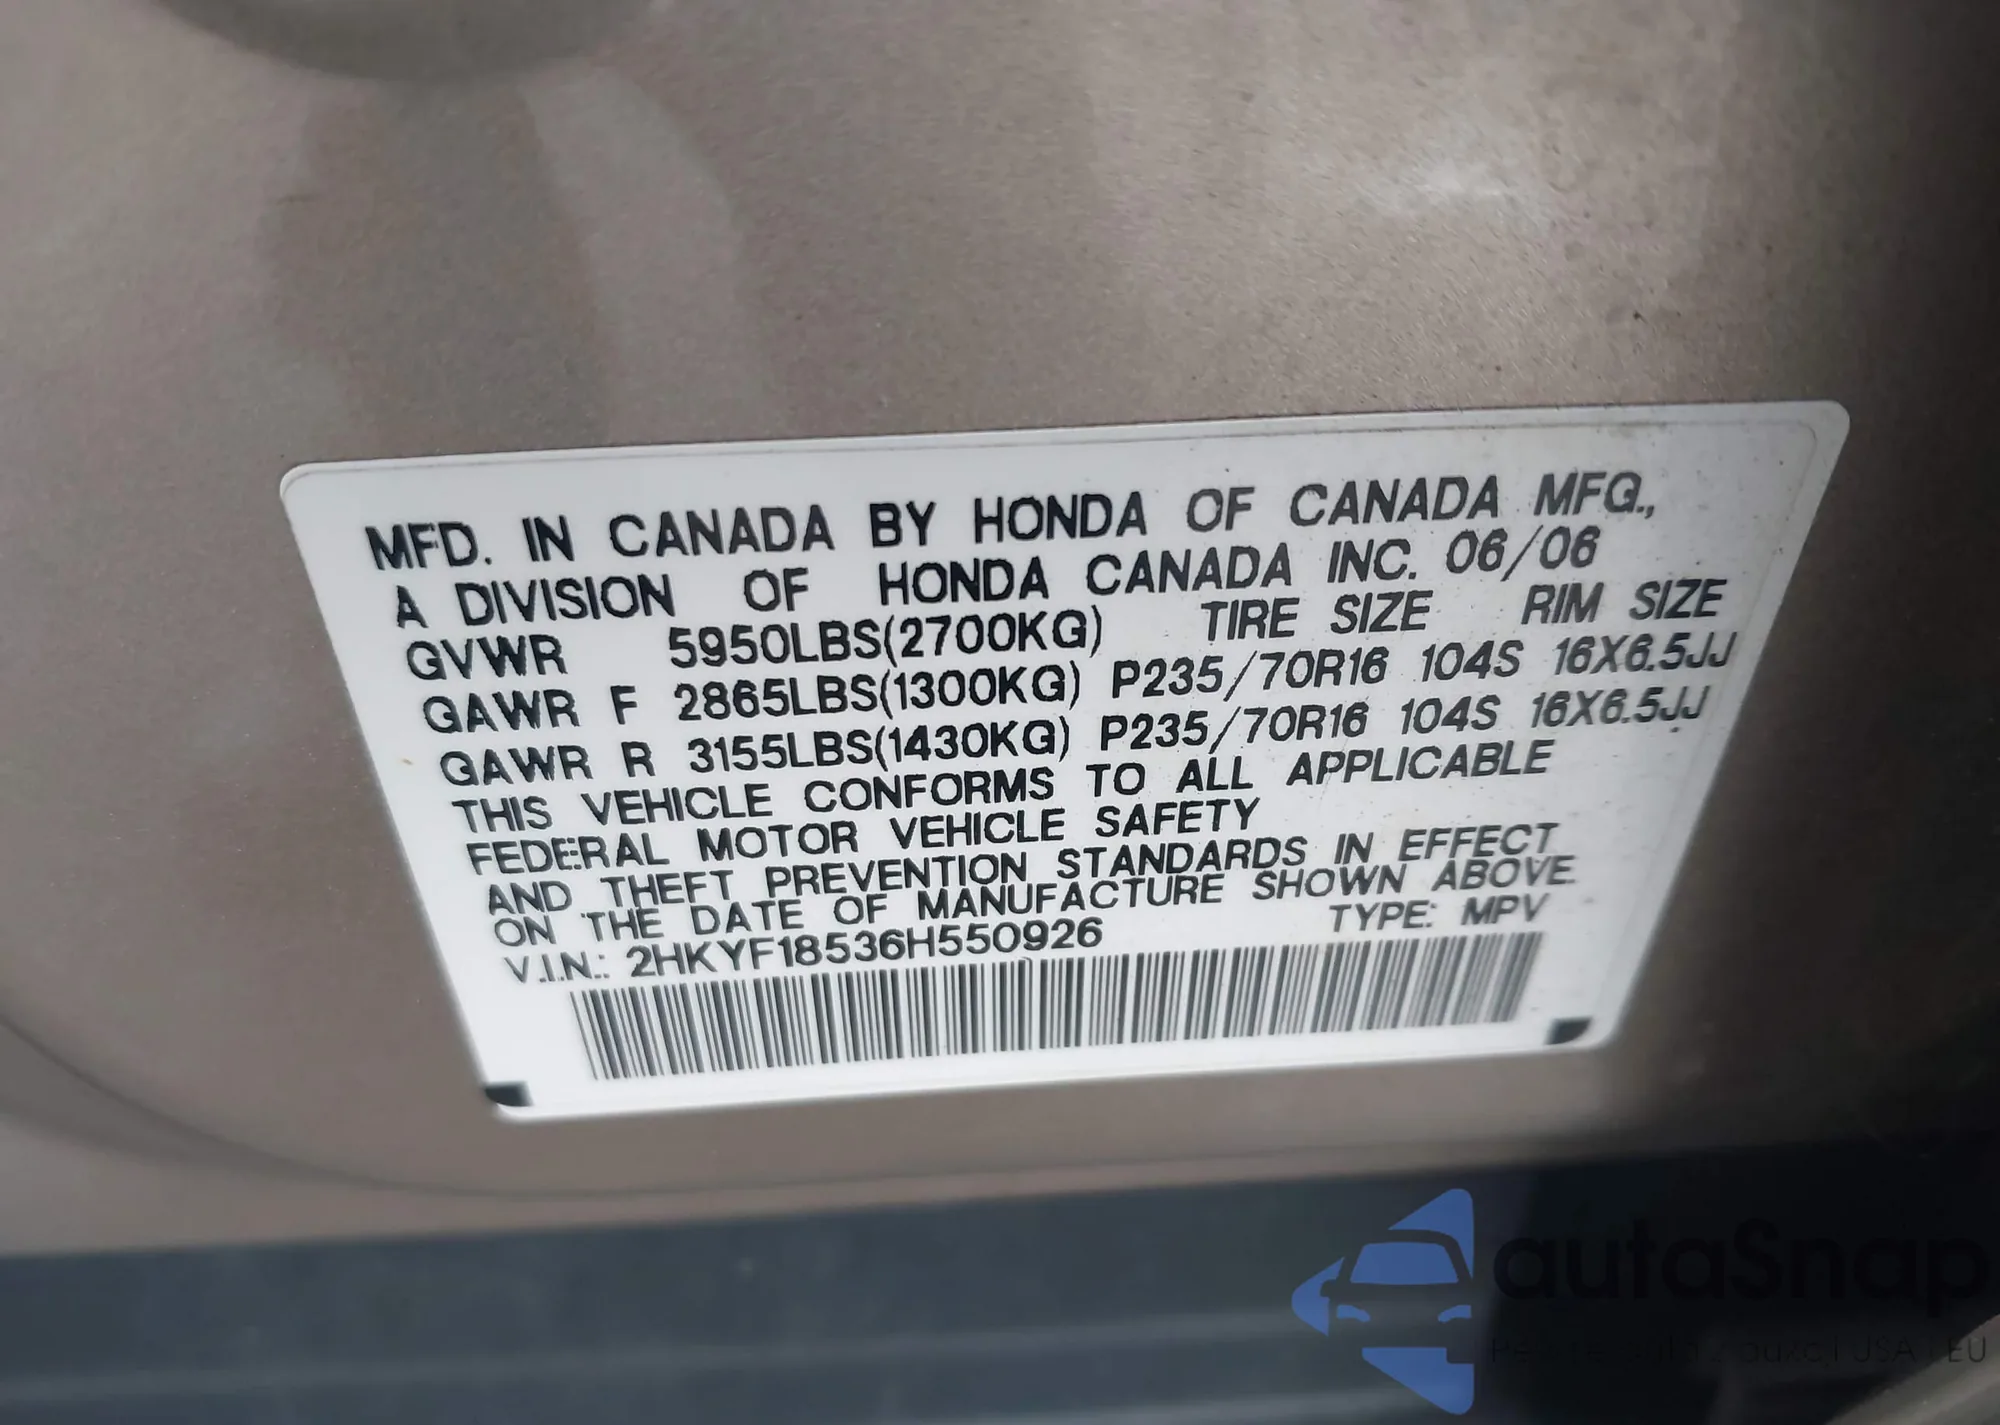 MFD. IN CANADA BY HONDA OF CANADA MFG.,
A DIVISION OF HONDA CANADA INC. 06/06
GVWR 5950LBS(2700KG) TIRE SIZE RIM SIZE
GAWR F 2865LBS(1300KG) P235/70R16 104S 16X6.5JJ
GAWR R 3155LBS(1430KG) P235/70R16 104S 16X6.5JJ
THIS VEHICLE CONFORMS TO ALL APPLICABLE
FEDERAL MOTOR VEHICLE SAFETY
AND THEFT PREVENTION STANDARDS IN EFFECT
ON THE DATE OF MANUFACTURE SHOWN ABOVE.
V.I.N.: 2HKYF18536H550926 TYPE: MPV
autaSnap
USA EU